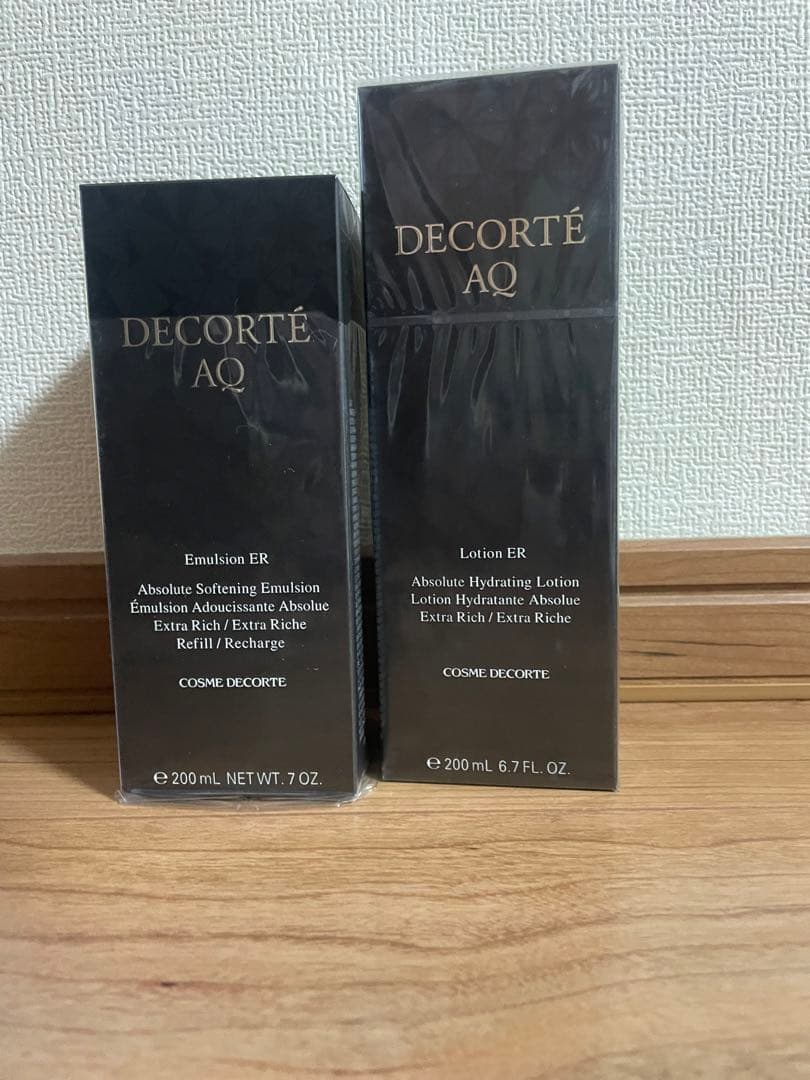 DECORTÉ
AQ
Emulsion ER
Absolute Softening Emulsion
Émulsion Adoucissante Absolue
Extra Rich / Extra Riche
Refill / Recharge
COSME DECORTE
℮ 200 mL NET WT. 7 OZ.
DECORTÉ
AQ
Lotion ER
Absolute Hydrating Lotion
Lotion Hydratante Absolue
Extra Rich / Extra Riche
COSME DECORTE
℮ 200 mL 6.7 FL. OZ.